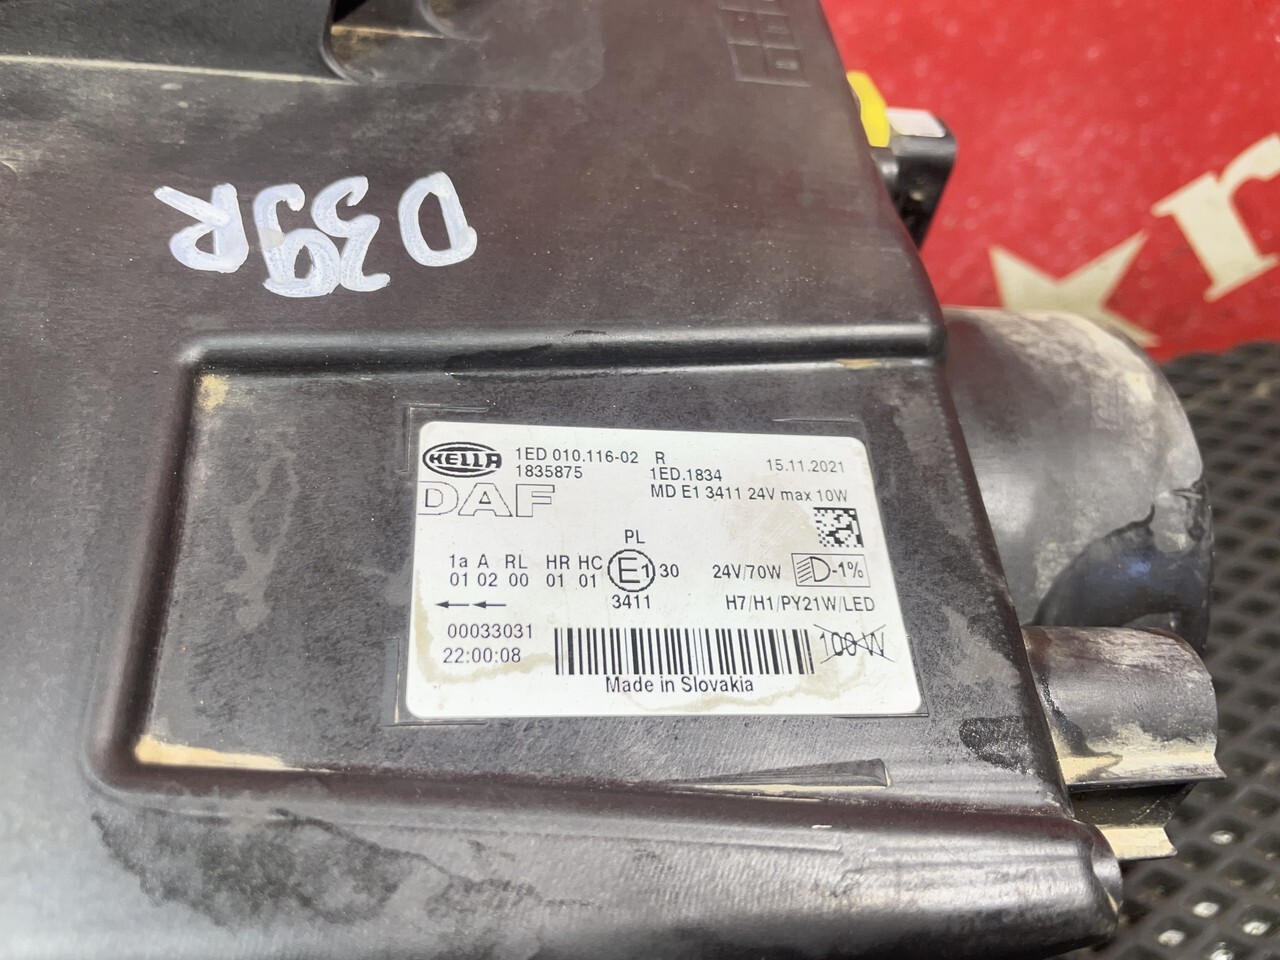 D39R
r
HELLA
1ED 010.116-02 R 15.11.2021
1835875 1ED.1834
DAF
MD E1 3411 24V max 10W
PL
1a A RL HR HC E1 30 24V/70W D-1%
01 02 00 01 01
3411 H7/H1/PY21W/LED
00033031
22:00:08
100 W
Made in Slovakia